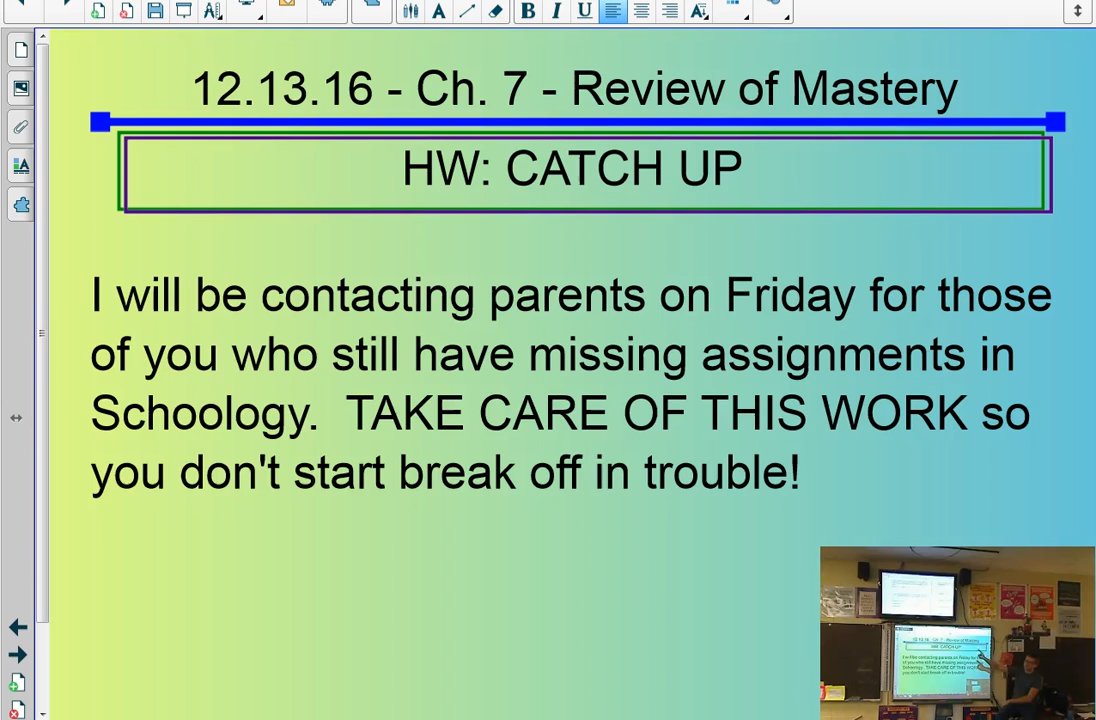 12.13.16 - Ch. 7 - Review of Mastery
HW: CATCH UP
I will be contacting parents on Friday for those
of you who still have missing assignments in
Schoology.  TAKE CARE OF THIS WORK so
you don't start break off in trouble!